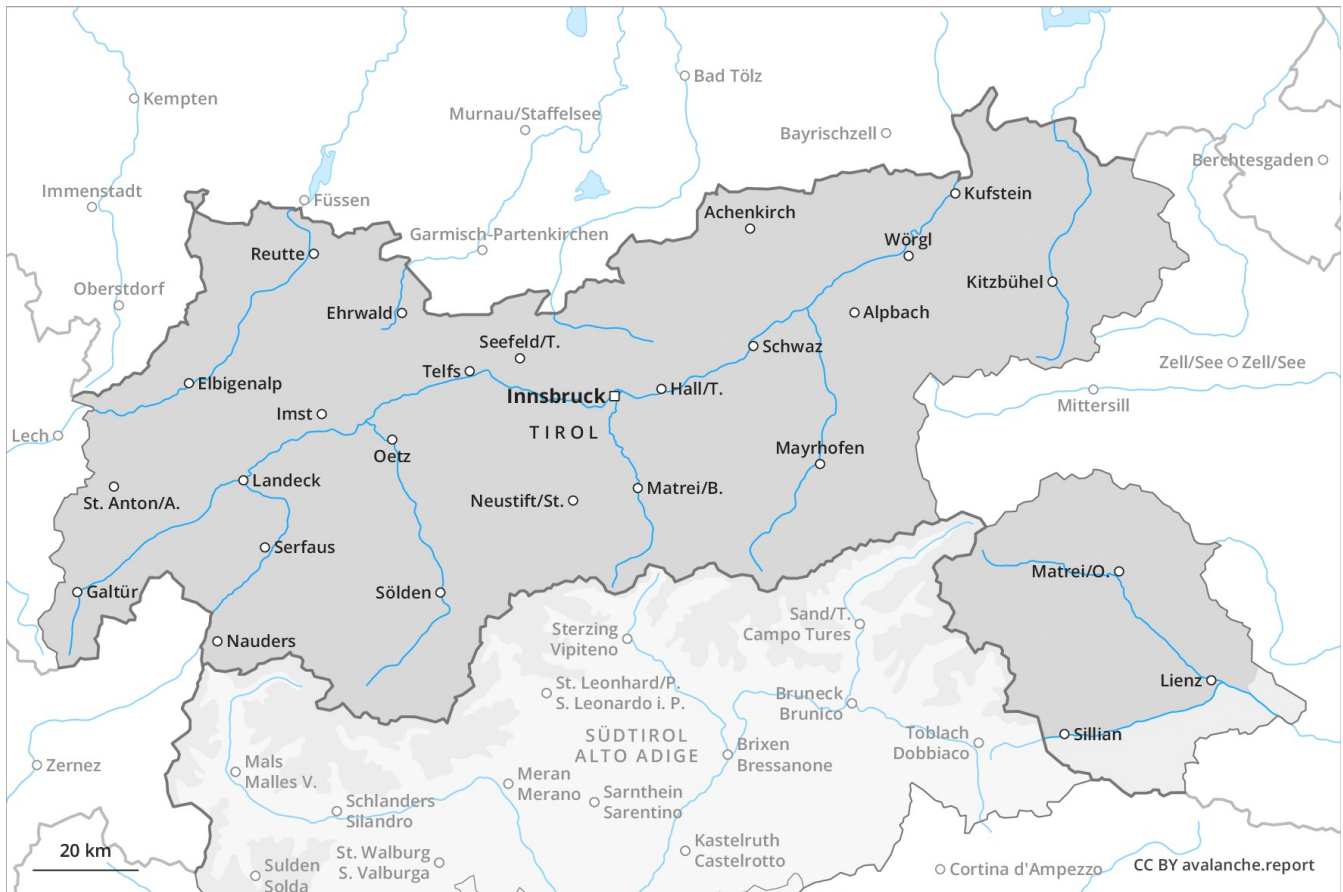 Kempten
Bad Tölz
Murnau/Staffelsee
Bayrischzell
Berchtesgaden
Immenstadt
Füssen
Kufstein
Achenkirch
Garmisch-Partenkirchen
Wörgl
Reutte
Oberstdorf
Kitzbühel
Ehrwald
Alpbach
Seefeld/T.
Schwaz
Telfs
Zell/See
Zell/See
Elbigenalp
Innsbruck
Hall/T.
Mittersill
Imst
Lech
TIROL
Oetz
Mayrhofen
Landeck
St. Anton/A.
Neustift/St.
Matrei/B.
Serfaus
Matrei/O.
Galtür
Sölden
Sand/T.
Campo Tures
Nauders
Sterzing
Vipiteno
St. Leonhard/P.
S. Leonardo i. P.
Bruneck
Brunico
Lienz
SÜDTIROL
ALTO ADIGE
Toblach
Dobbiaco
Sillian
Brixen
Bressanone
Zernez
Mals
Malles V.
Meran
Merano
Sarnthein
Sarentino
Schlanders
Silandro
20 km
St. Walburg
S. Valburga
Kastelruth
Castelrotto
Sulden
Solda
Cortina d'Ampezzo
CC BY avalanche.report